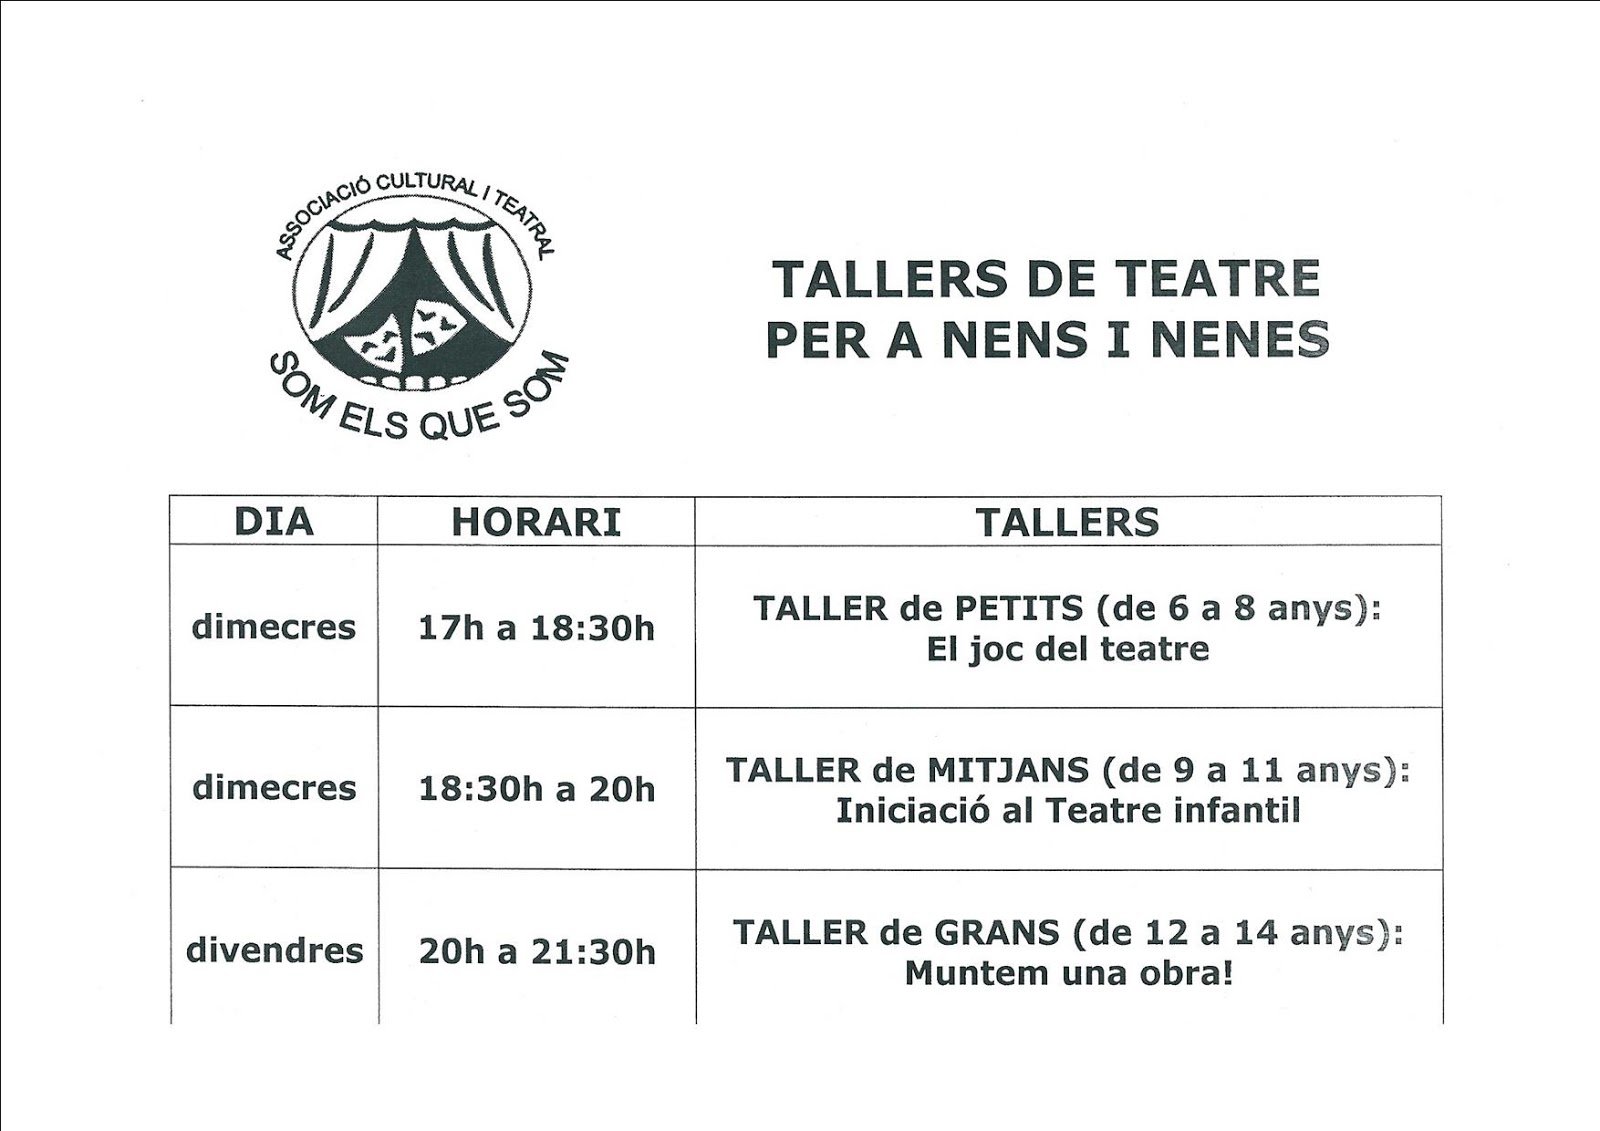 ASSOCIACIÓ CULTURAL I TEATRAL
SOM ELS QUE SOM
TALLERS DE TEATRE
PER A NENS I NENES
DIA HORARI TALLERS
dimecres 17h a 18:30h TALLER de PETITS (de 6 a 8 anys):
El joc del teatre
dimecres 18:30h a 20h TALLER de MITJANS (de 9 a 11 anys):
Iniciació al Teatre infantil
divendres 20h a 21:30h TALLER de GRANS (de 12 a 14 anys):
Muntem una obra!